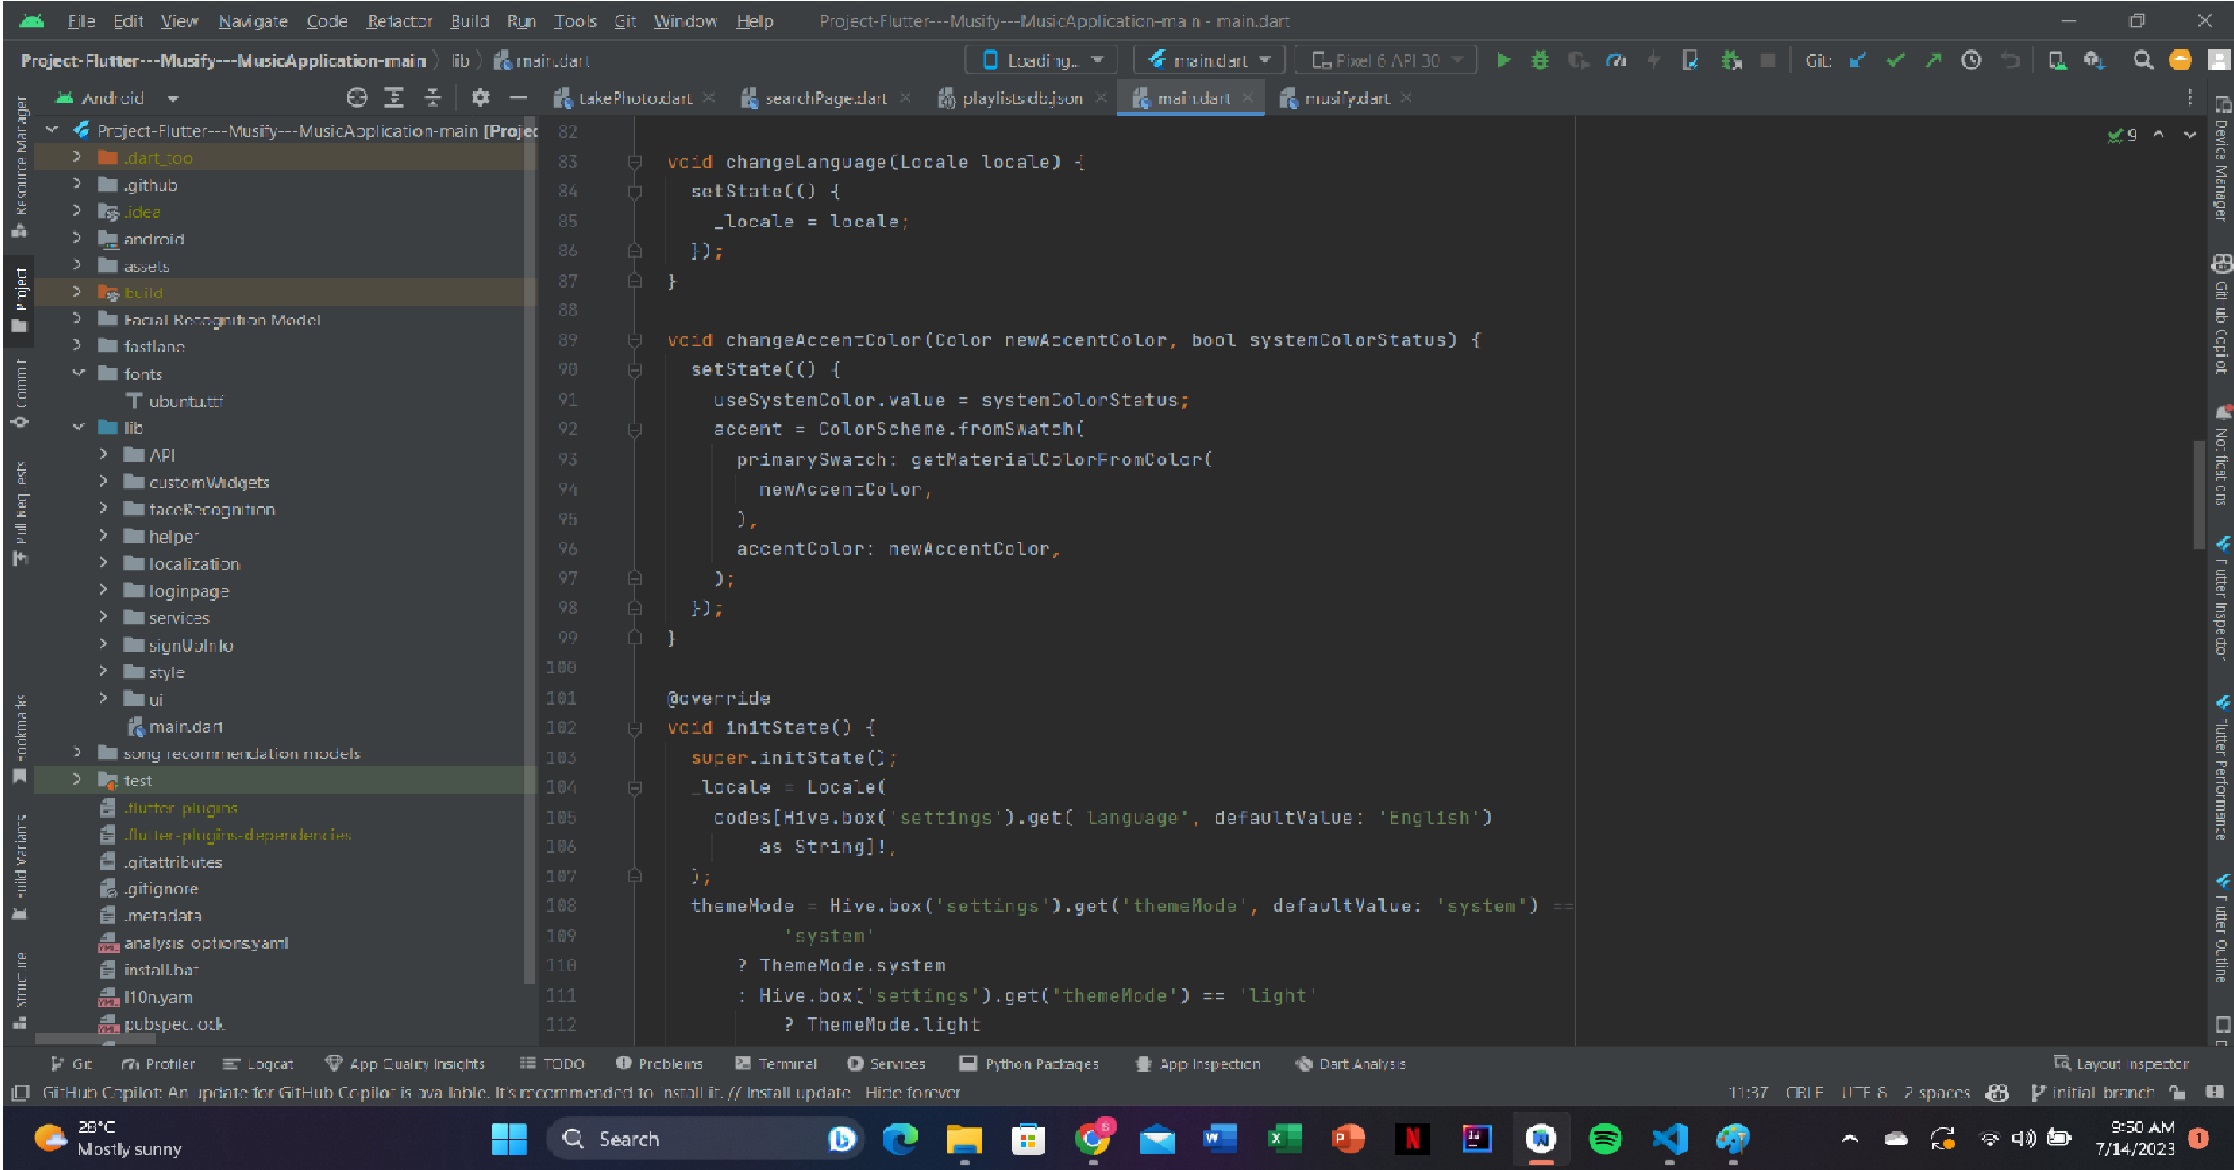 File Edit View Navigate Code Refactor Build Run Tools Git Window Help Project-Flutter---Musify---MusicApplication-main - main.dart
Project-Flutter---Musify---MusicApplication-main lib main.dart Loading... main.dart Pixel 6 API 30 Git:
Android takePhoto.dart searchPage.dart playlists.db.json main.dart musify.dart
Project-Flutter---Musify---MusicApplication-main [Projec
.dart_too
.github
.idea
android
assets
build
Facial Recognition Model
fastlane
fonts
ubuntu.ttf
lib
API
customWidgets
faceRecognition
helper
localization
loginpage
services
signUpInfo
style
ui
main.dart
song recommendation models
test
.flutter-plugins
.flutter-plugins-dependencies
.gitattributes
.gitignore
.metadata
analysis_options.yaml
install.bat
l10n.yam
pubspec.lock
Resource Manager
Project
Commit
Pull Requests
Bookmarks
Build Variants
Structure
82
83 void changeLanguage(Locale locale) {
84 setState(() {
85 _locale = locale;
86 });
87 }
88
89 void changeAccentColor(Color newAccentColor, bool systemColorStatus) {
90 setState(() {
91 useSystemColor.value = systemColorStatus;
92 accent = ColorScheme.fromSwatch(
93 primarySwatch: getMaterialColorFromColor(
94 newAccentColor,
95 ),
96 accentColor: newAccentColor,
97 );
98 });
99 }
100
101 @override
102 void initState() {
103 super.initState();
104 _locale = Locale(
105 codes[Hive.box('settings').get('language', defaultValue: 'English')
106 as String]!,
107 );
108 themeMode = Hive.box('settings').get('themeMode', defaultValue: 'system') ==
109 'system'
110 ? ThemeMode.system
111 : Hive.box('settings').get('themeMode') == 'light'
112 ? ThemeMode.light
9
Device Manager
GitHub Copilot
Notifications
Flutter Inspector
Flutter Performance
Flutter Outline
Git Profiler Logcat App Quality Insights TODO Problems Terminal Services Python Packages App Inspection Dart Analysis Layout Inspector
GitHub Copilot: An update for GitHub Copilot is available. It's recommended to install it. // Install update Hide forever 11:37 CRLF UTF-8 2 spaces initial_branch
28°C
Mostly sunny
Search
9:50 AM
7/14/2023
1